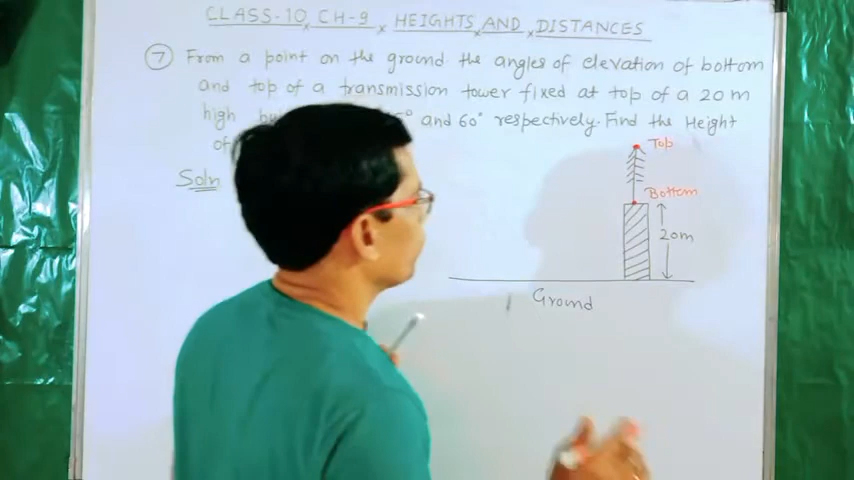 CLASS-10, CH-9, HEIGHTS AND DISTANCES
7 From a point on the ground the angles of elevation of bottom
and top of a transmission tower fixed at top of a 20 m
high ° and 60° respectively. Find the Height
of
Soln
Top
Bottom
20m
Ground